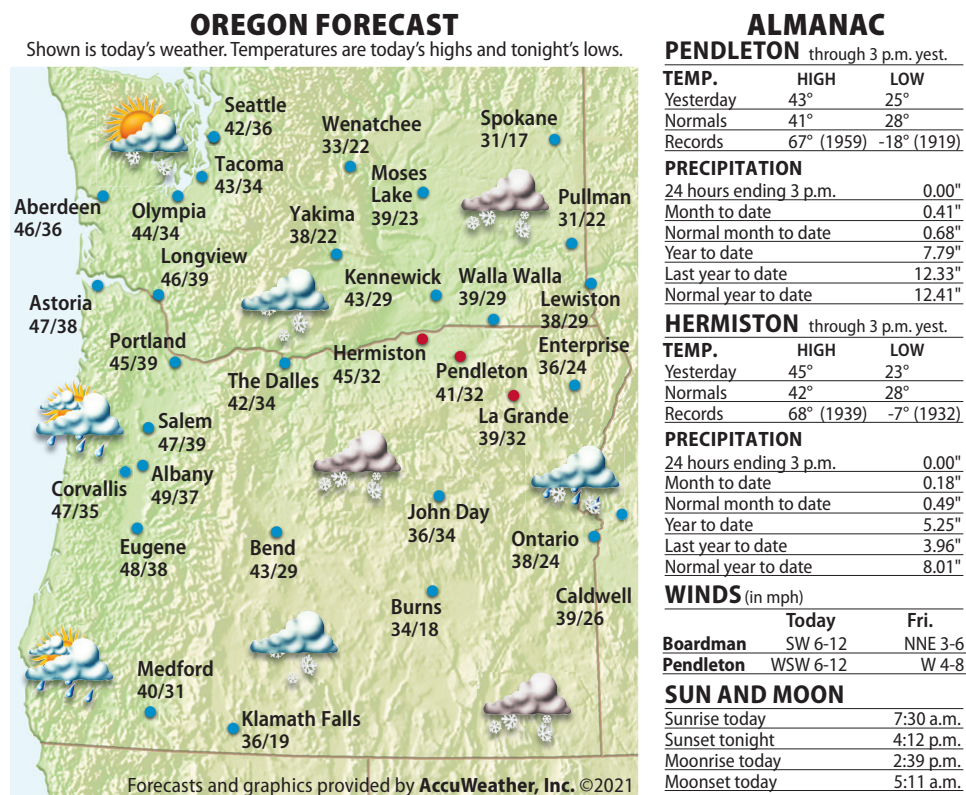 OREGON FORECAST
Shown is today's weather. Temperatures are today's highs and tonight's lows.
Seattle
42/36
Wenatchee
33/22
Spokane
31/17
Tacoma
43/34
Moses
Lake
39/23
Pullman
31/22
Aberdeen
46/36
Olympia
44/34
Yakima
38/22
Longview
46/39
Kennewick
43/29
Walla Walla
39/29
Lewiston
38/29
Astoria
47/38
Portland
45/39
Hermiston
45/32
Enterprise
36/24
The Dalles
42/34
Pendleton
41/32
La Grande
39/32
Salem
47/39
Albany
49/37
Corvallis
47/35
John Day
36/34
Eugene
48/38
Bend
43/29
Ontario
38/24
Caldwell
39/26
Burns
34/18
Medford
40/31
Klamath Falls
36/19
Forecasts and graphics provided by AccuWeather, Inc. ©2021
ALMANAC
PENDLETON through 3 p.m. yest.
TEMP. HIGH LOW
Yesterday 43° 25°
Normals 41° 28°
Records 67° (1959) -18° (1919)
PRECIPITATION
24 hours ending 3 p.m. 0.00"
Month to date 0.41"
Normal month to date 0.68"
Year to date 7.79"
Last year to date 12.33"
Normal year to date 12.41"
HERMISTON through 3 p.m. yest.
TEMP. HIGH LOW
Yesterday 45° 23°
Normals 42° 28°
Records 68° (1939) -7° (1932)
PRECIPITATION
24 hours ending 3 p.m. 0.00"
Month to date 0.18"
Normal month to date 0.49"
Year to date 5.25"
Last year to date 3.96"
Normal year to date 8.01"
WINDS (in mph)
Today Fri.
Boardman SW 6-12 NNE 3-6
Pendleton WSW 6-12 W 4-8
SUN AND MOON
Sunrise today 7:30 a.m.
Sunset tonight 4:12 p.m.
Moonrise today 2:39 p.m.
Moonset today 5:11 a.m.